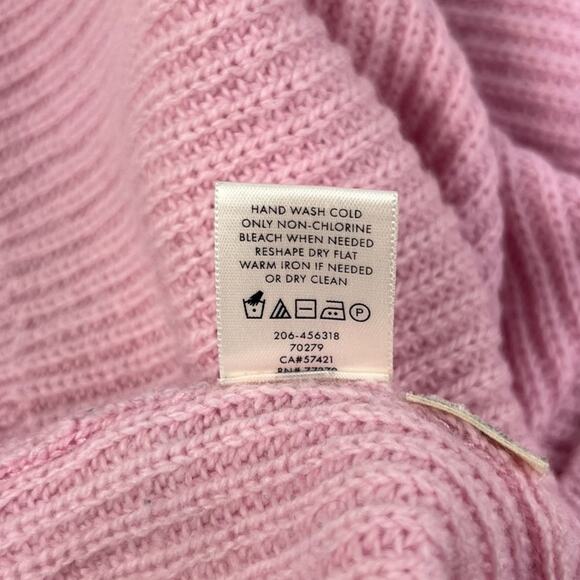 HAND WASH COLD
ONLY NON-CHLORINE
BLEACH WHEN NEEDED
RESHAPE DRY FLAT
WARM IRON IF NEEDED
OR DRY CLEAN
P
206-456318
70279
CA#57421
RN#